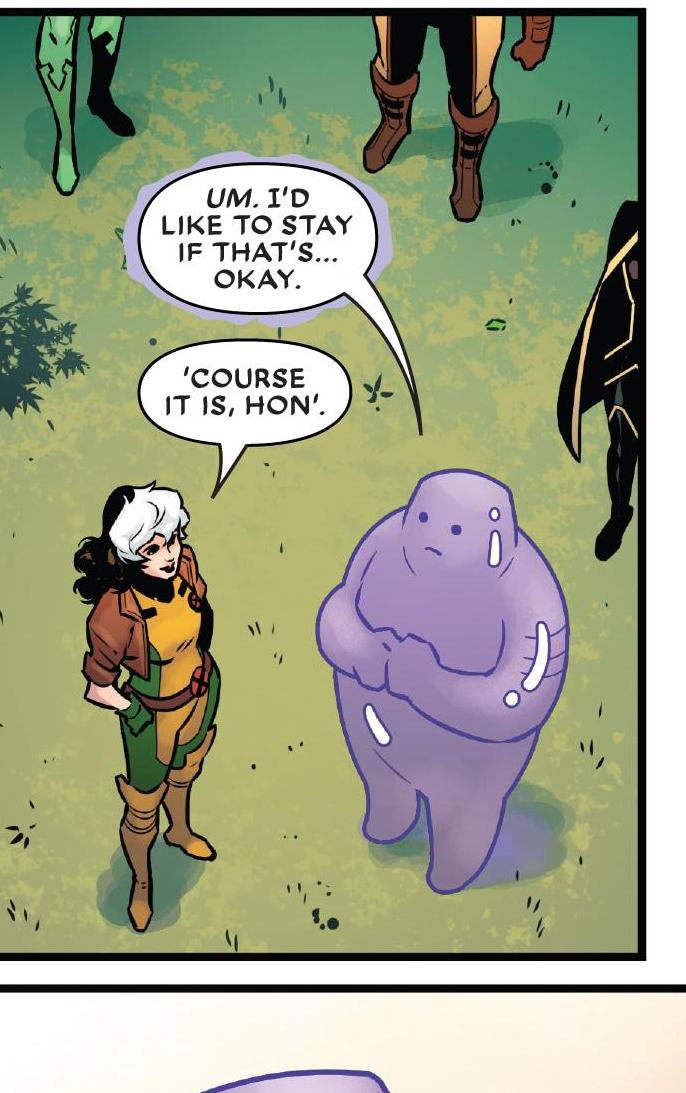 UM. I'D
LIKE TO STAY
IF THAT'S...
OKAY.
'COURSE
IT IS, HON'.